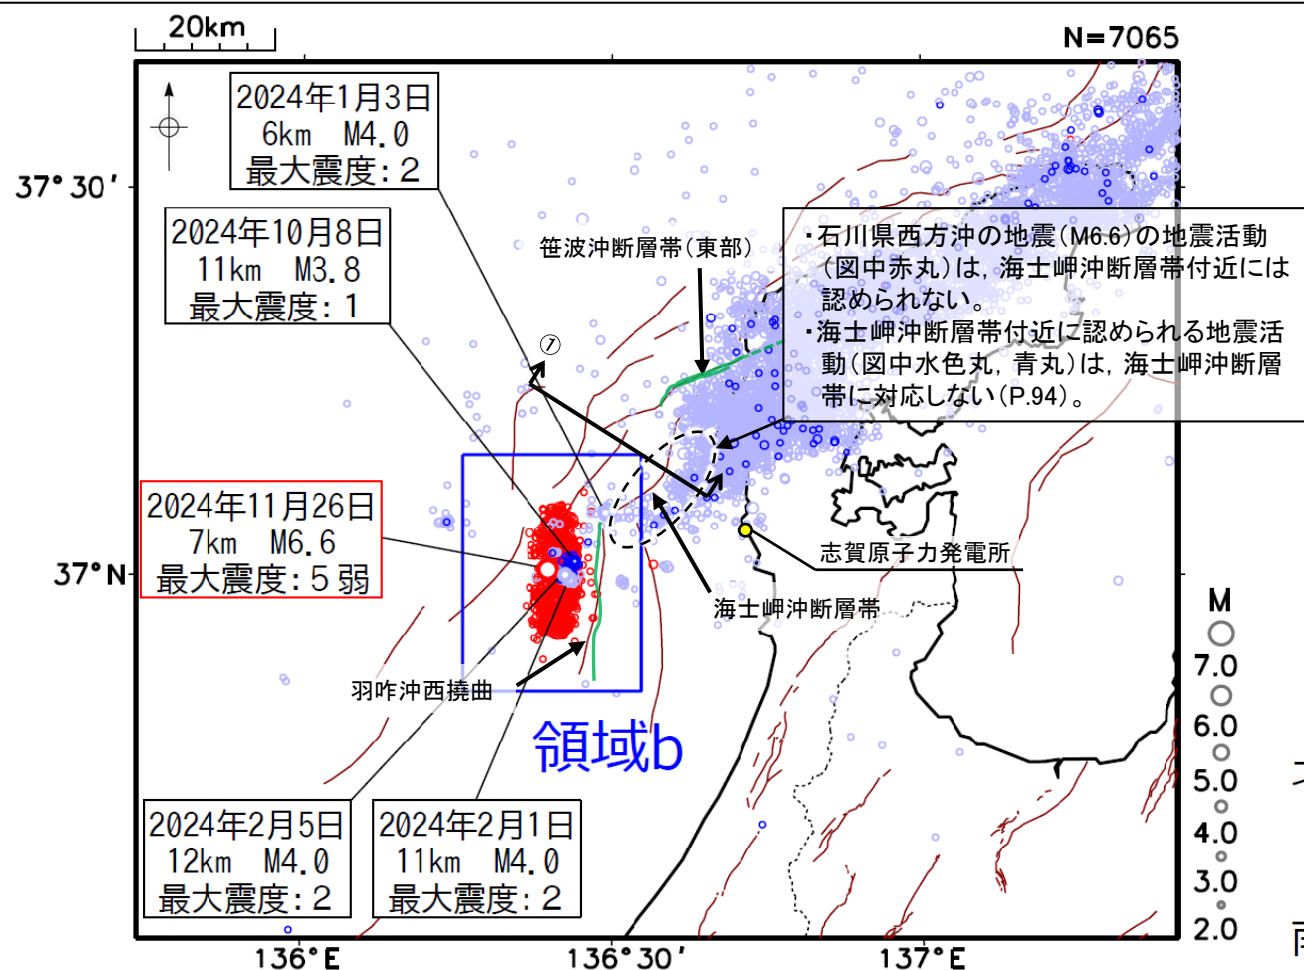 20km
N=7065
2024年1月3日
6km M4.0
最大震度:2
37°30′
2024年10月8日
11km M3.8
最大震度:1
笹波沖断層帯(東部)
・石川県西方沖の地震(M6.6)の地震活動
(図中赤丸)は,海士岬沖断層帯付近には
認められない。
・海士岬沖断層帯付近に認められる地震活
動(図中水色丸,青丸)は,海士岬沖断層
帯に対応しない(P.94)。
①
2024年11月26日
7km M6.6
最大震度:5弱
37°N
志賀原子力発電所
海士岬沖断層帯
羽咋沖西撓曲
領域b
M
7.0
6.0
5.0
4.0
3.0
2.0
2024年2月5日
12km M4.0
最大震度:2
2024年2月1日
11km M4.0
最大震度:2
136°E
136°30′
137°E